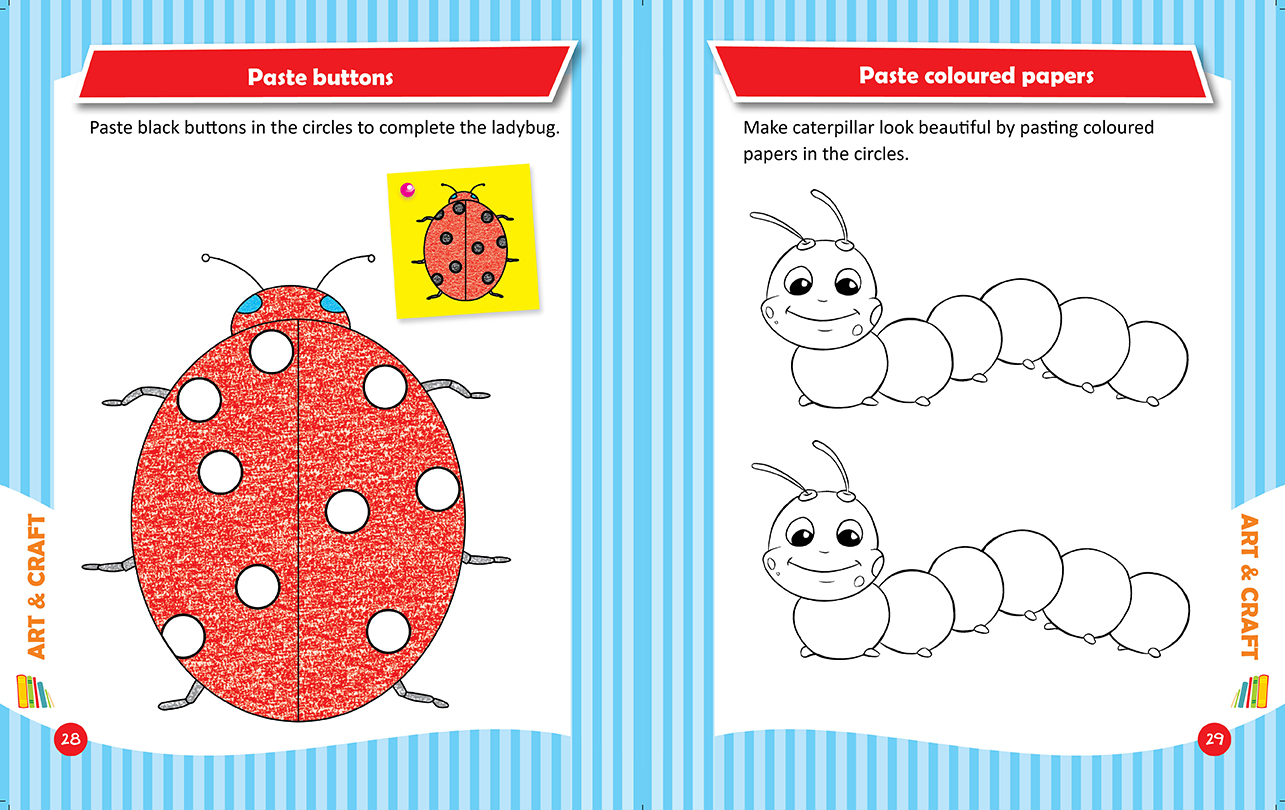 Paste buttons
Paste black buttons in the circles to complete the ladybug.
ART & CRAFT
28
Paste coloured papers
Make caterpillar look beautiful by pasting coloured
papers in the circles.
ART & CRAFT
29